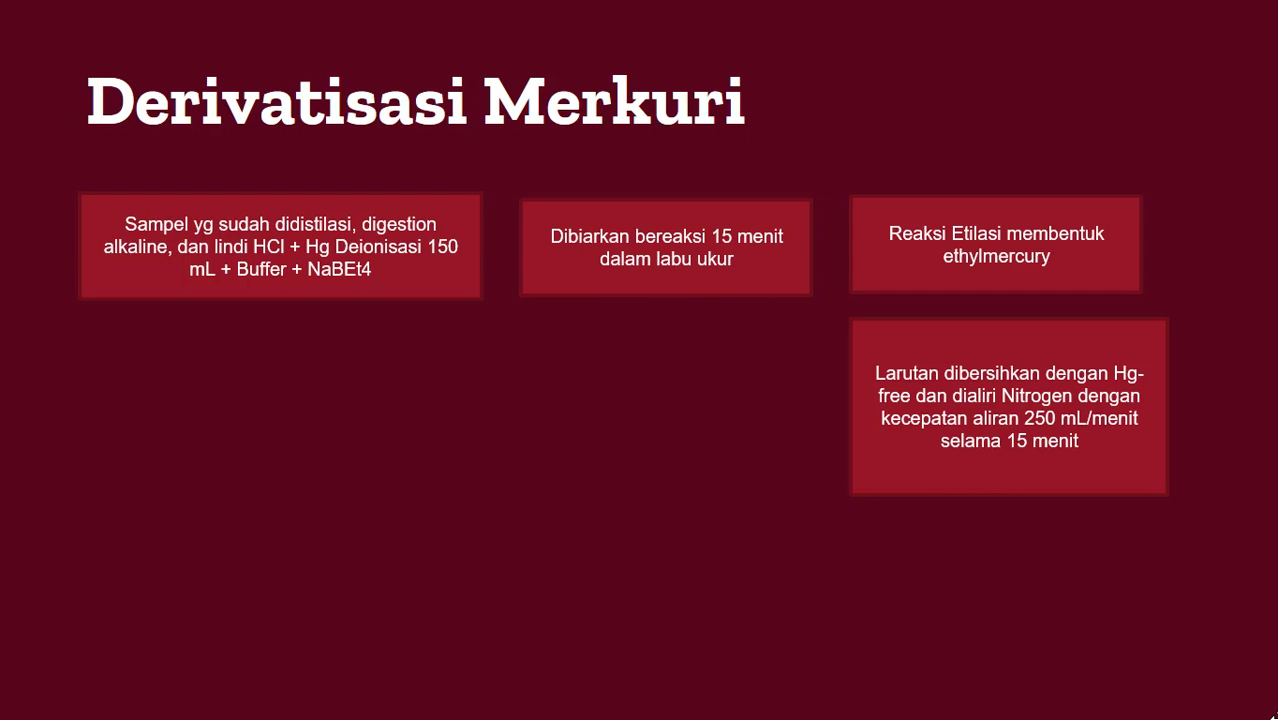 Derivatisasi Merkuri
Sampel yg sudah didistilasi, digestion
alkaline, dan lindi HCl + Hg Deionisasi 150
mL + Buffer + NaBEt4
Dibiarkan bereaksi 15 menit
dalam labu ukur
Reaksi Etilasi membentuk
ethylmercury
Larutan dibersihkan dengan Hg-
free dan dialiri Nitrogen dengan
kecepatan aliran 250 mL/menit
selama 15 menit